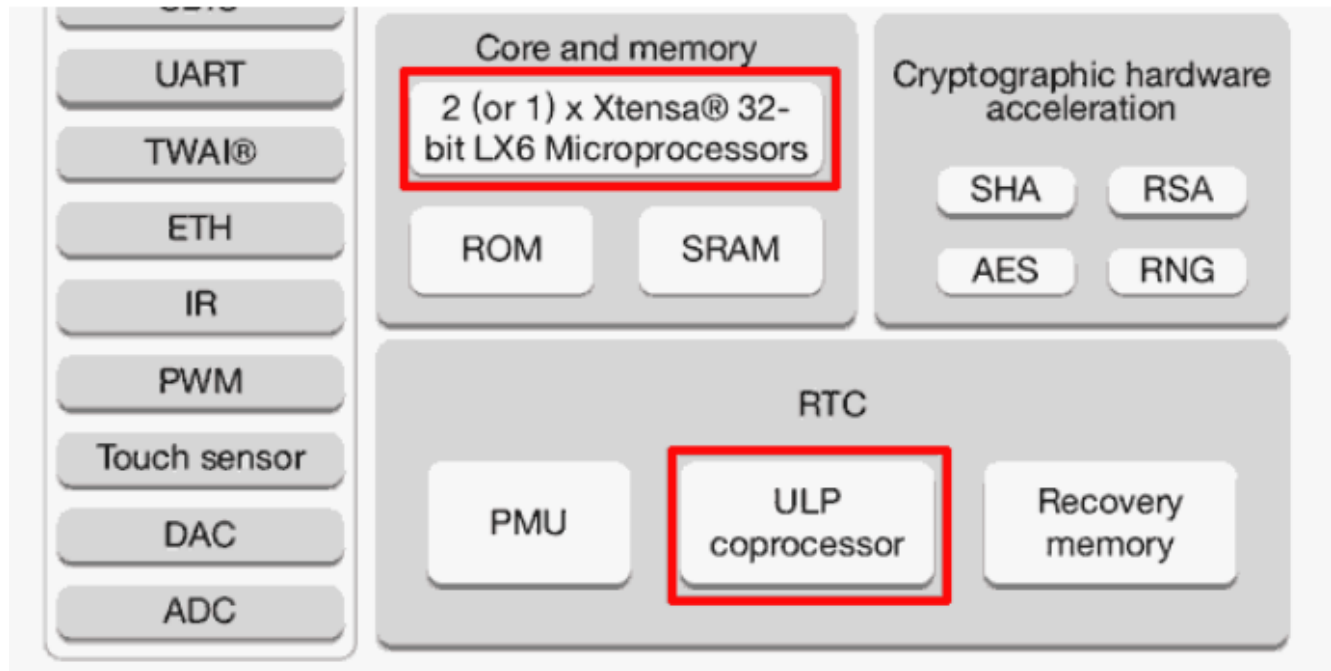 UART
TWAI®
ETH
IR
PWM
Touch sensor
DAC
ADC
Core and memory
2 (or 1) x Xtensa® 32-
bit LX6 Microprocessors
ROM
SRAM
Cryptographic hardware
acceleration
SHA
RSA
AES
RNG
RTC
PMU
ULP
coprocessor
Recovery
memory